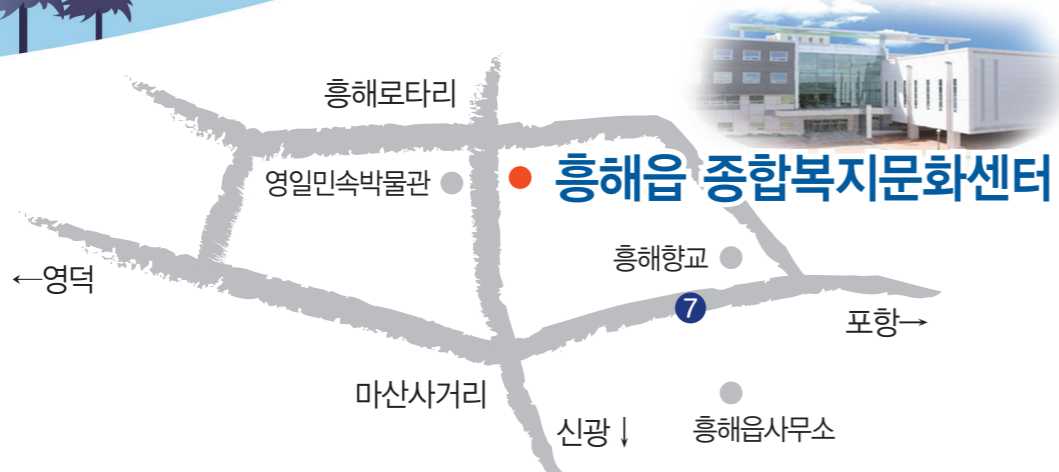 흥해로타리
영일민속박물관
흥해읍 종합복지문화센터
흥해향교
←영덕
7
포항→
마산사거리
신광↓
흥해읍사무소